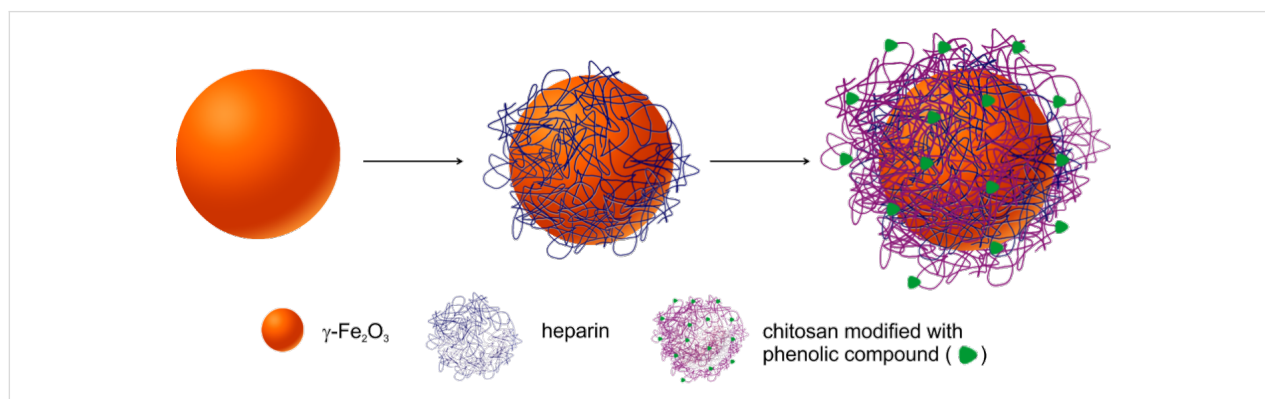 γ-Fe₂O₃
heparin
chitosan modified with
phenolic compound ( )